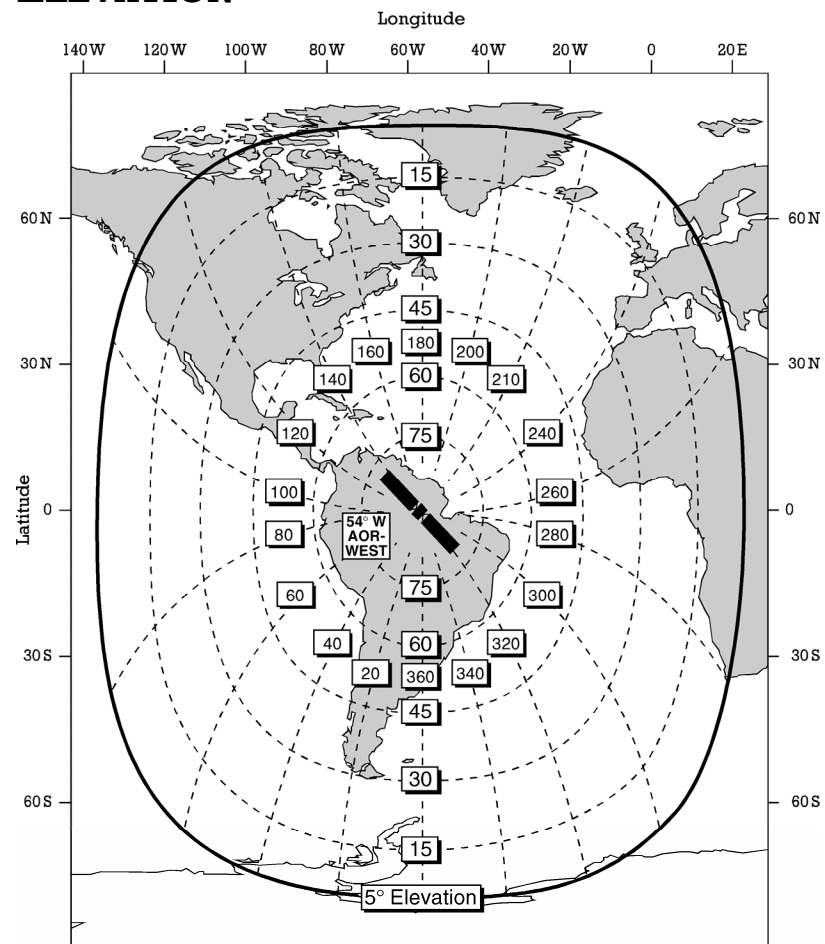 ELEVATION
Longitude
140W 120W 100W 80W 60W 40W 20W 0 20E
15
60N 60N
30
45
180
160 200
30N 30N
140 60 210
120 75 240
100 260
Latitude
0 0
54° W
AOR-
WEST
80 280
75
60 300
40 60 320
30S 30S
20 360 340
45
30
60S 60S
15
5° Elevation